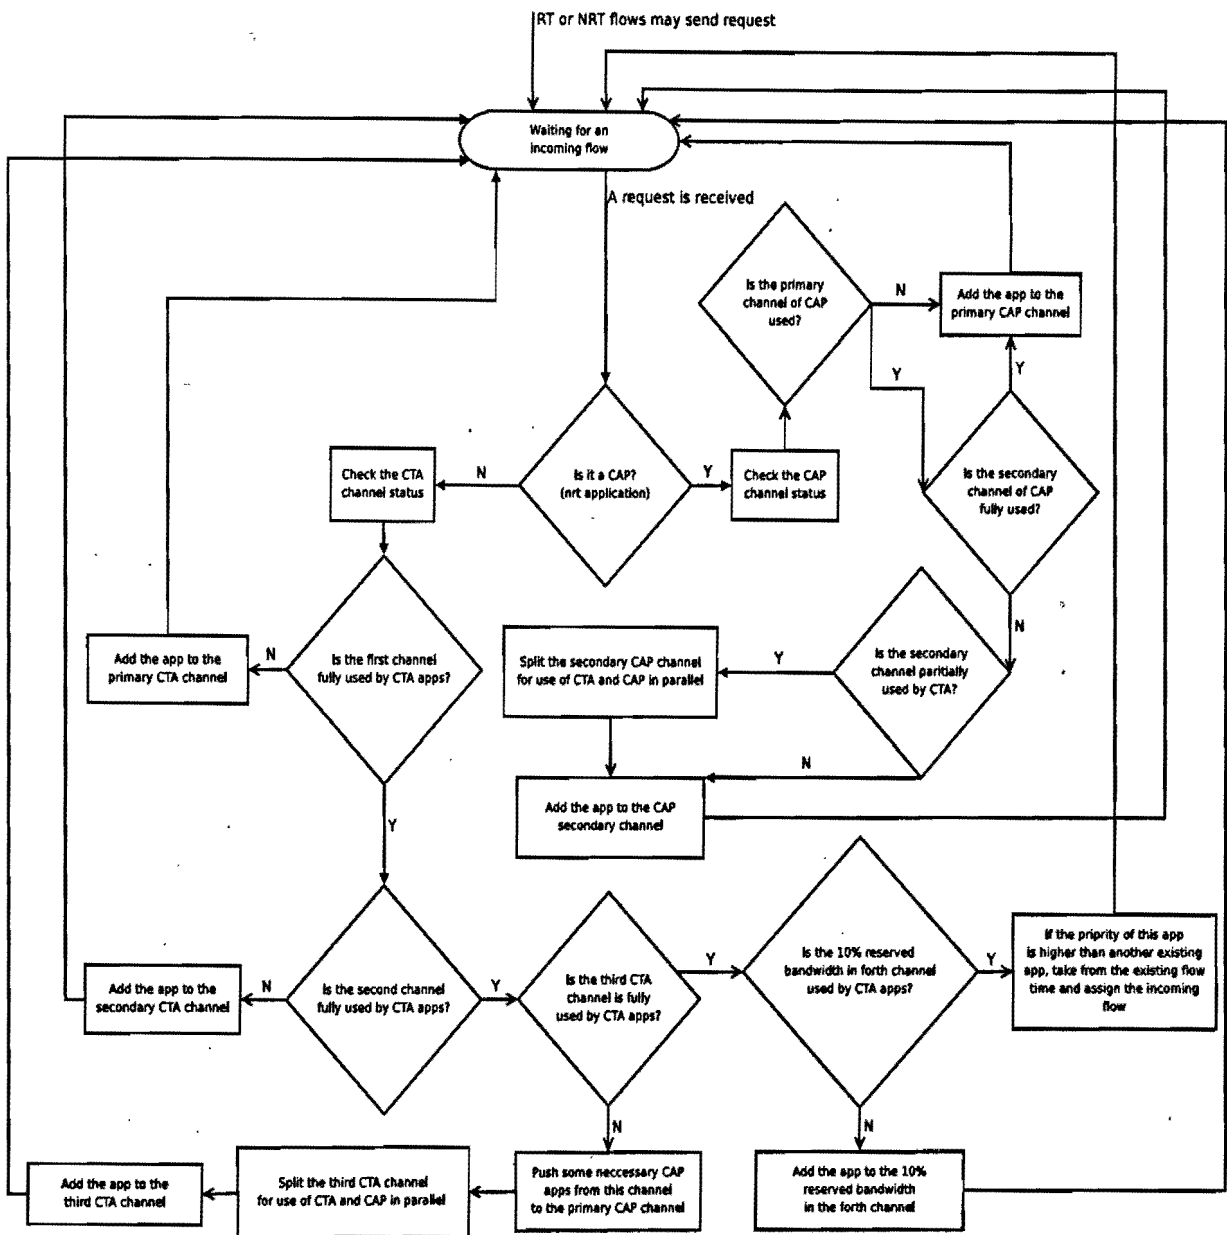 RT or NRT flows may send request
Waiting for an
incoming flow
A request is received
Is the primary
channel of CAP
used?
N
Add the app to the
primary CAP channel
Y
Y
Check the CTA
channel status
N
Is it a CAP?
(nrt application)
Y
Check the CAP
channel status
Is the secondary
channel of CAP
fully used?
N
Add the app to the
primary CTA channel
N
Is the first channel
fully used by CTA apps?
Split the secondary CAP channel
for use of CTA and CAP in parallel
Y
Is the secondary
channel paritially
used by CTA?
N
Add the app to the CAP
secondary channel
Y
Add the app to the
secondary CTA channel
N
Is the second channel
fully used by CTA apps?
Y
Is the third CTA
channel is fully
used by CTA apps?
Y
Is the 10% reserved
bandwidth in forth channel
used by CTA apps?
Y
If the priprity of this app
is higher than another existing
app, take from the existing flow
time and assign the incoming
flow
N
N
Add the app to the
third CTA channel
Split the third CTA channel
for use of CTA and CAP in parallel
Push some neccessary CAP
apps from this channel
to the primary CAP channel
Add the app to the 10%
reserved bandwidth
in the forth channel